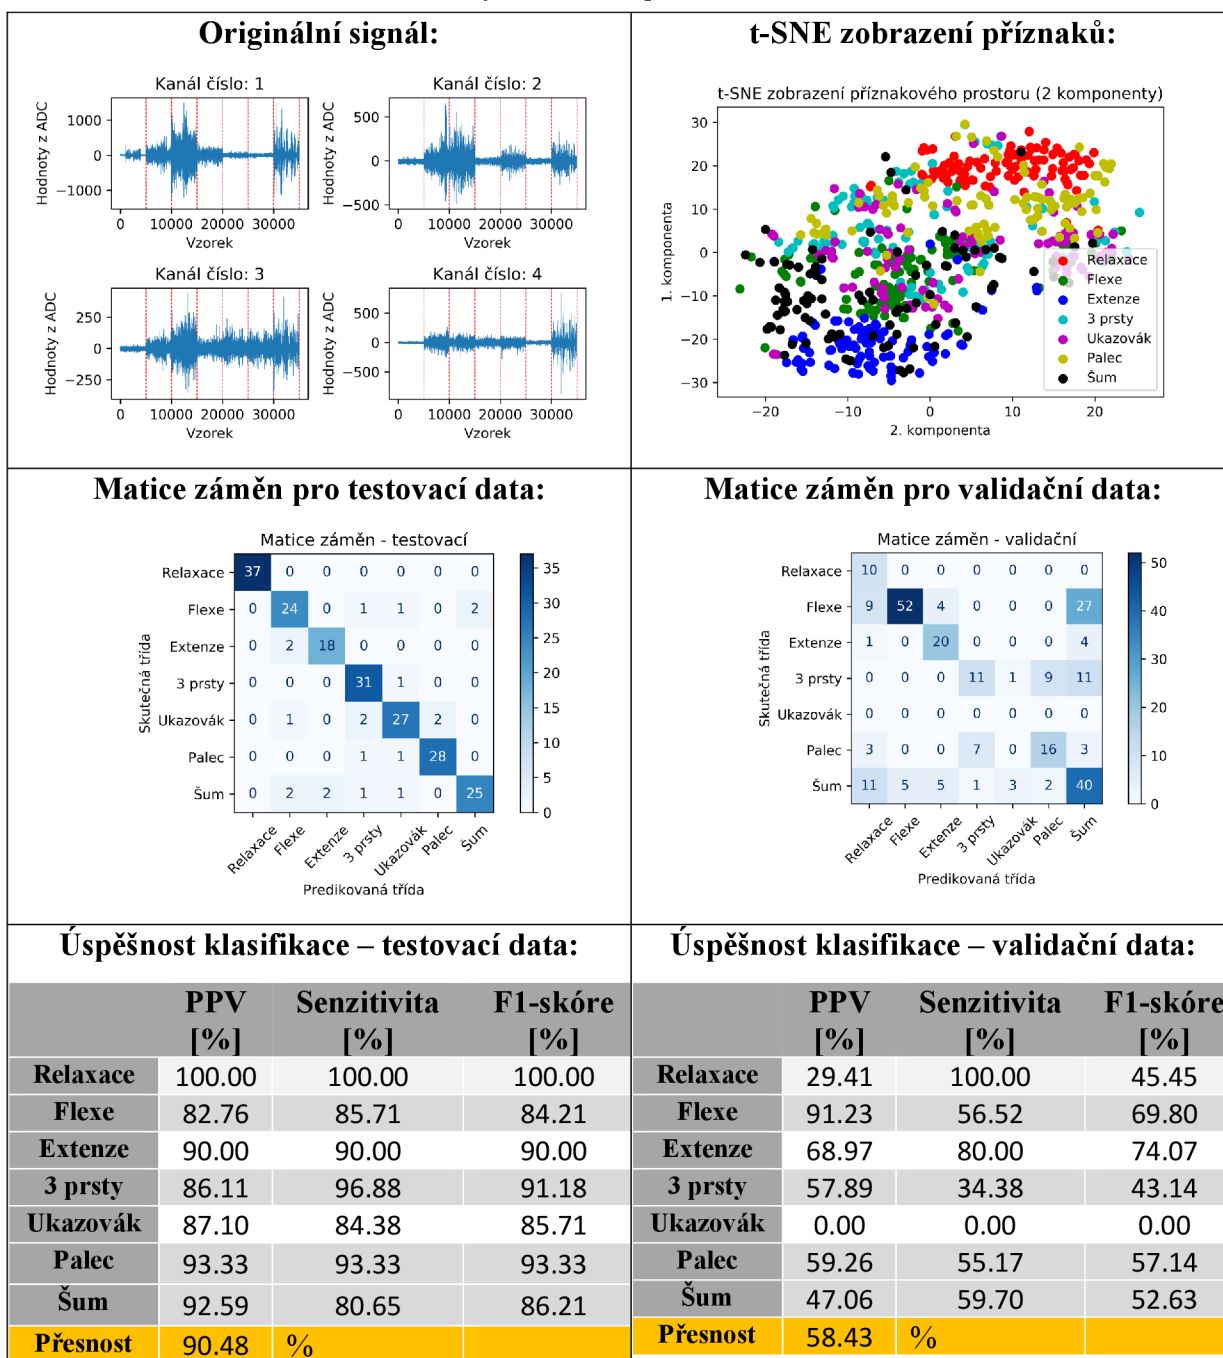 Originální signál:
t-SNE zobrazení příznaků:
Kanál číslo: 1
Hodnoty z ADC
1000
0
−1000
0 10000 20000 30000
Vzorek
Kanál číslo: 2
500
0
−500
0 10000 20000 30000
Vzorek
Kanál číslo: 3
Hodnoty z ADC
250
0
−250
0 10000 20000 30000
Vzorek
Kanál číslo: 4
Hodnoty z ADC
500
0
−500
0 10000 20000 30000
Vzorek
Hodnoty z ADC
t-SNE zobrazení příznakového prostoru (2 komponenty)
1. komponenta
30
20
10
0
−10
−20
−30
−20 −10 0 10 20
2. komponenta
Relaxace
Flexe
Extenze
3 prsty
Ukazovák
Palec
Šum
Matice záměn pro testovací data:
Matice záměn pro validační data:
Matice záměn - testovací
Skutečná třída
Relaxace 37 0 0 0 0 0 0
Flexe 0 24 0 1 1 0 2
Extenze 0 2 18 0 0 0 0
3 prsty 0 0 0 31 1 0 0
Ukazovák 0 1 0 2 27 2 0
Palec 0 0 0 1 1 28 0
Šum 0 2 2 1 1 0 25
Relaxace Flexe Extenze 3 prsty Ukazovák Palec Šum
Predikovaná třída
35
30
25
20
15
10
5
0
Matice záměn - validační
Skutečná třída
Relaxace 10 0 0 0 0 0 0
Flexe 9 52 4 0 0 0 27
Extenze 1 0 20 0 0 0 4
3 prsty 0 0 0 11 1 9 11
Ukazovák 0 0 0 0 0 0 0
Palec 3 0 0 7 0 16 3
Šum 11 5 5 1 3 2 40
Relaxace Flexe Extenze 3 prsty Ukazovák Palec Šum
Predikovaná třída
50
40
30
20
10
0
Úspěšnost klasifikace – testovací data:
PPV [%] Senzitivita [%] F1-skóre [%]
Relaxace 100.00 100.00 100.00
Flexe 82.76 85.71 84.21
Extenze 90.00 90.00 90.00
3 prsty 86.11 96.88 91.18
Ukazovák 87.10 84.38 85.71
Palec 93.33 93.33 93.33
Šum 92.59 80.65 86.21
Přesnost 90.48 %
Úspěšnost klasifikace – validační data:
PPV [%] Senzitivita [%] F1-skóre [%]
Relaxace 29.41 100.00 45.45
Flexe 91.23 56.52 69.80
Extenze 68.97 80.00 74.07
3 prsty 57.89 34.38 43.14
Ukazovák 0.00 0.00 0.00
Palec 59.26 55.17 57.14
Šum 47.06 59.70 52.63
Přesnost 58.43 %